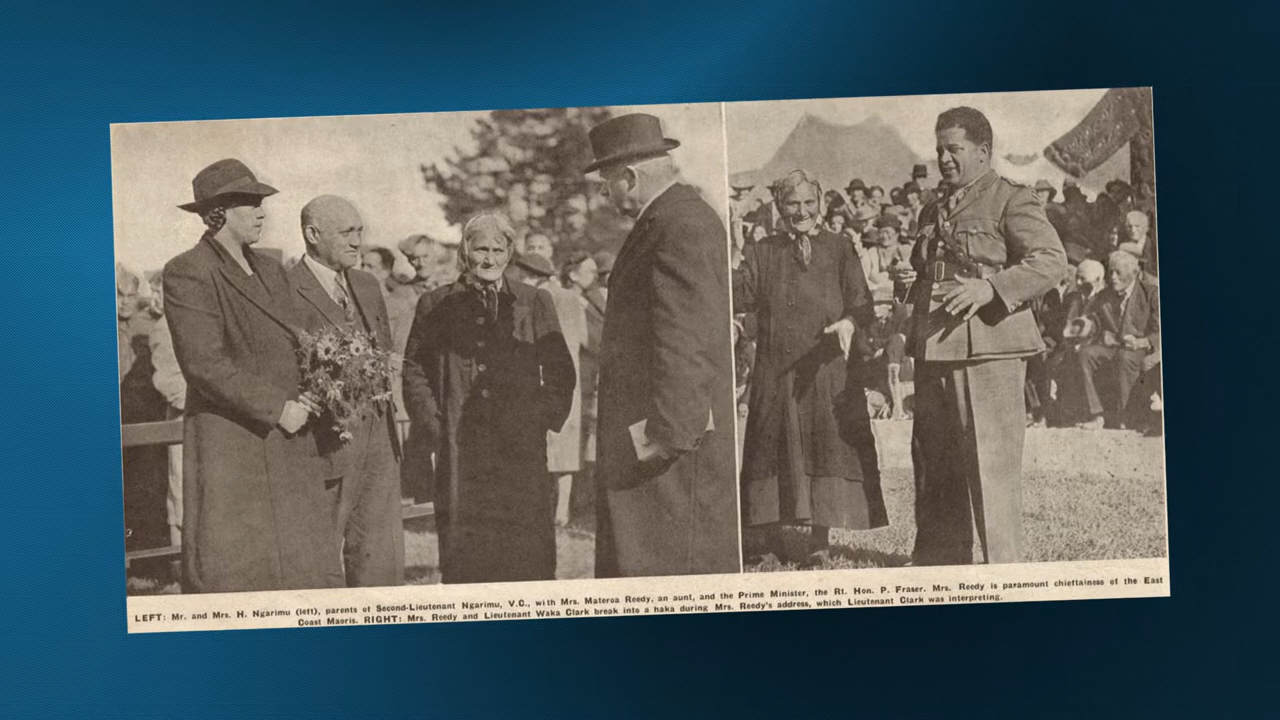 LEFT: Mr. and Mrs. H. Ngarimu (left), parents of Second-Lieutenant Ngarimu, V.C., with Mrs. Materoa Reedy, an aunt, and the Prime Minister, the Rt. Hon. P. Fraser. Mrs. Reedy is paramount chieftainess of the East
Coast Maoris. RIGHT: Mrs. Reedy and Lieutenant Waka Clark break into a haka during Mrs. Reedy's address, which Lieutenant Clark was interpreting.